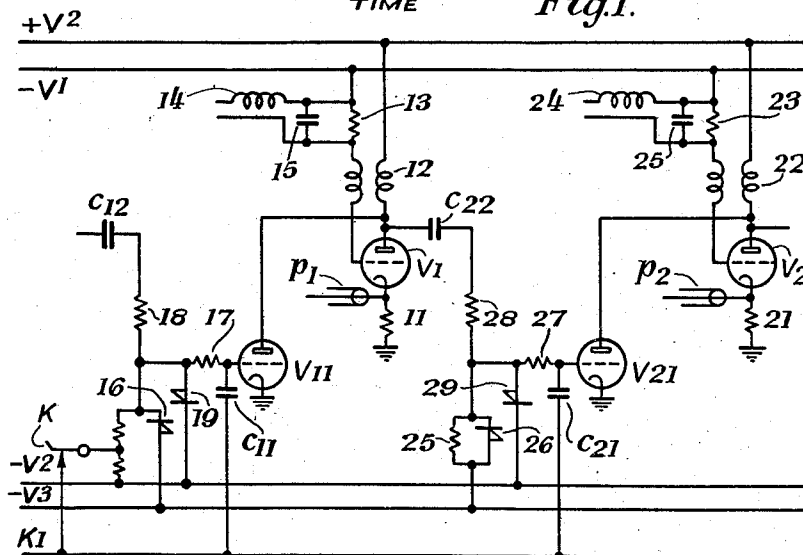 TIME Fig.1.
+V2
-V1
14
13
15
12
C12
C22
V1
P1
11
18
17
28
V11
16
19
C11
K
-V2
-V3
K1
24
23
25
22
V2
P2
21
27
V21
29
25
26
C21